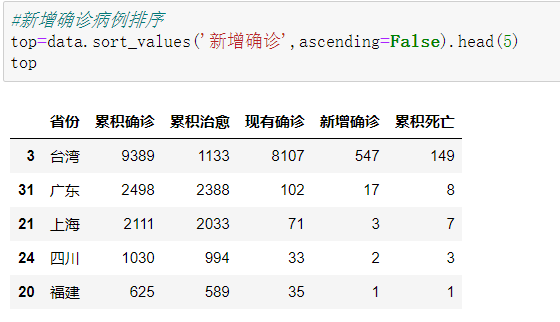 #新增确诊病例排序
top=data.sort_values('新增确诊',ascending=False).head(5)
top
省份 累积确诊 累积治愈 现有确诊 新增确诊 累积死亡
3 台湾 9389 1133 8107 547 149
31 广东 2498 2388 102 17 8
21 上海 2111 2033 71 3 7
24 四川 1030 994 33 2 3
20 福建 625 589 35 1 1